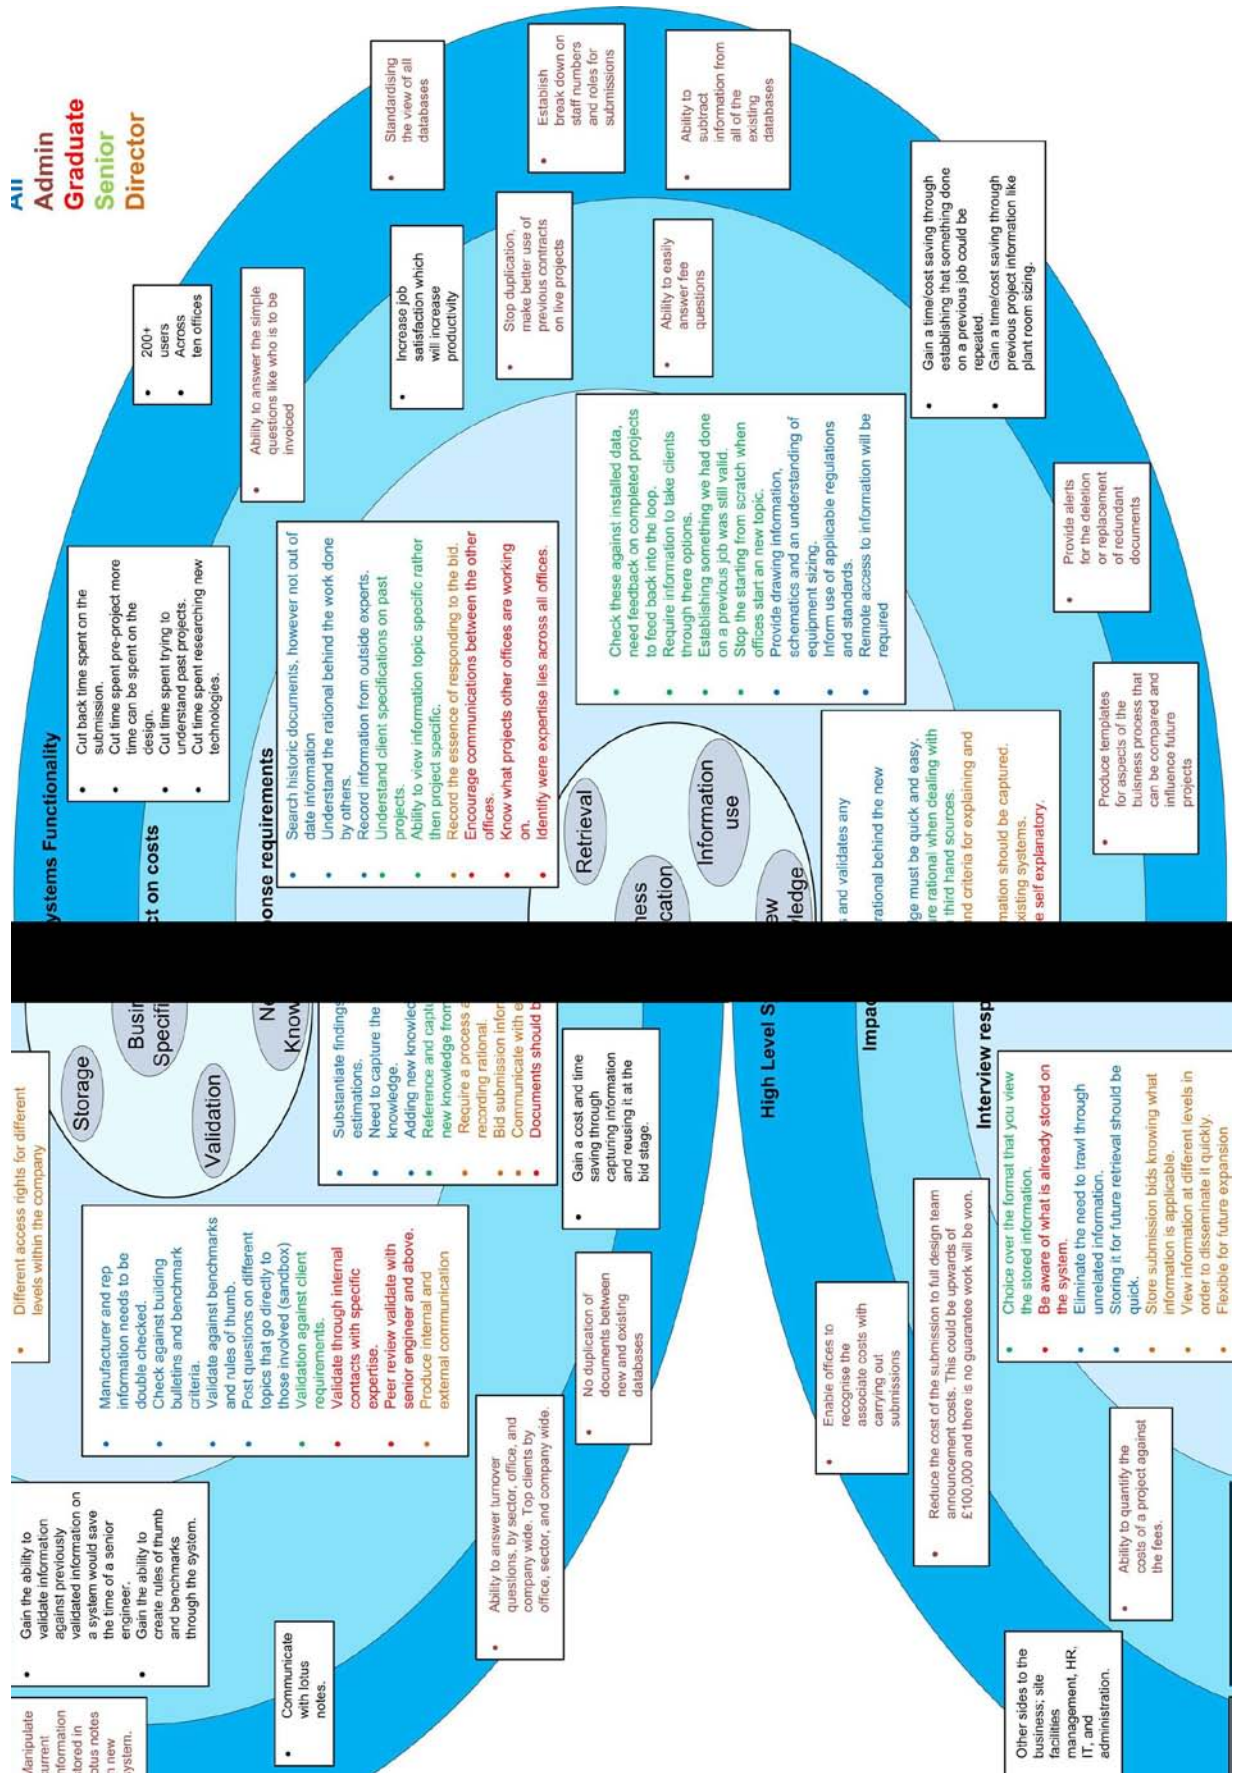 All
Admin
Graduate
Senior
Director
• Standardising
the view of all
databases
• Establish
break down on
staff numbers
and roles for
submissions
• Ability to
subtract
information from
all of the
existing
databases
• 200+
users
• Across
ten offices
• Ability to answer the simple
questions like who is to be
invoiced
• Increase job
satisfaction which
will increase
productivity
• Stop duplication,
make better use of
previous contracts
on live projects
• Ability to easily
answer fee
questions
• Gain a time/cost saving through
establishing that something done
on a previous job could be
repeated.
• Gain a time/cost saving through
previous project information like
plant room sizing.
ystems Functionality
• Cut back time spent on the
submission.
• Cut time spent pre-project more
time can be spent on the
design.
• Cut time spent trying to
understand past projects.
• Cut time spent researching new
technologies.
ct on costs
onse requirements
• Search historic documents, however not out of
date information
• Understand the rational behind the work done
by others.
• Record information from outside experts.
• Understand client specifications on past
projects.
• Ability to view information topic specific rather
then project specific.
• Record the essence of responding to the bid.
• Encourage communications between the other
offices.
• Know what projects other offices are working
on.
• Identify were expertise lies across all offices.
• Check these against installed data,
need feedback on completed projects
to feed back into the loop.
• Require information to take clients
through there options.
• Establishing something we had done
on a previous job was still valid.
• Stop the starting from scratch when
offices start an new topic.
• Provide drawing information,
schematics and an understanding of
equipment sizing.
• Inform use of applicable regulations
and standards.
• Remote access to information will be
required
• Provide alerts
for the deletion
or replacement
of redundant
documents
• Produce templates
for aspects of the
buisness process that
can be compared and
influence future
projects
Retrieval
Information
use
ness
cation
ew
ledge
s and validates any
rational behind the new
ge must be quick and easy.
re rational when dealing with
third hand sources.
nd criteria for explaining and
mation should be captured.
xisting systems.
e self explanatory.
• Different access rights for different
levels within the company
Storage
Busin
Specifi
Validation
Ne
Know
• Substantiate findings
estimations.
• Need to capture the
knowledge.
• Adding new knowled
• Reference and captu
new knowledge from
• Require a process a
recording rational.
• Bid submission infor
• Communicate with e
• Documents should b
• Manufacturer and rep
information needs to be
double checked.
• Check against building
bulletins and benchmark
criteria.
• Validate against benchmarks
and rules of thumb.
• Post questions on different
topics that go directly to
those involved (sandbox)
• Validation against client
requirements.
• Validate through internal
contacts with specific
expertise.
• Peer review validate with
senior engineer and above.
• Produce internal and
external communication
• Gain a cost and time
saving through
capturing information
and reusing it at the
bid stage.
• No duplication of
documents between
new and existing
databases
• Ability to answer turnover
questions, by sector, office, and
company wide. Top clients by
office, sector, and company wide.
• Gain the ability to
validate information
against previously
validated information on
a system would save
the time of a senior
engineer.
• Gain the ability to
create rules of thumb
and benchmarks
through the system.
• Communicate
with lotus
notes.
Manipulate
urrent
nformation
tored in
otus notes
n new
ystem.
High Level S
Impac
Interview resp
• Choice over the format that you view
the stored information.
• Be aware of what is already stored on
the system.
• Eliminate the need to trawl through
unrelated information.
• Storing it for future retrieval should be
quick.
• Store submission bids knowing what
information is applicable.
• View information at different levels in
order to disseminate it quickly.
• Flexible for future expansion
• Enable offices to
recognise the
associate costs with
carrying out
submissions
• Reduce the cost of the submission to full design team
announcement costs. This could be upwards of
£100,000 and there is no guarantee work will be won.
• Ability to quantify the
costs of a project against
the fees.
Other sides to the
business; site
facilities
management, HR,
IT, and
administration.